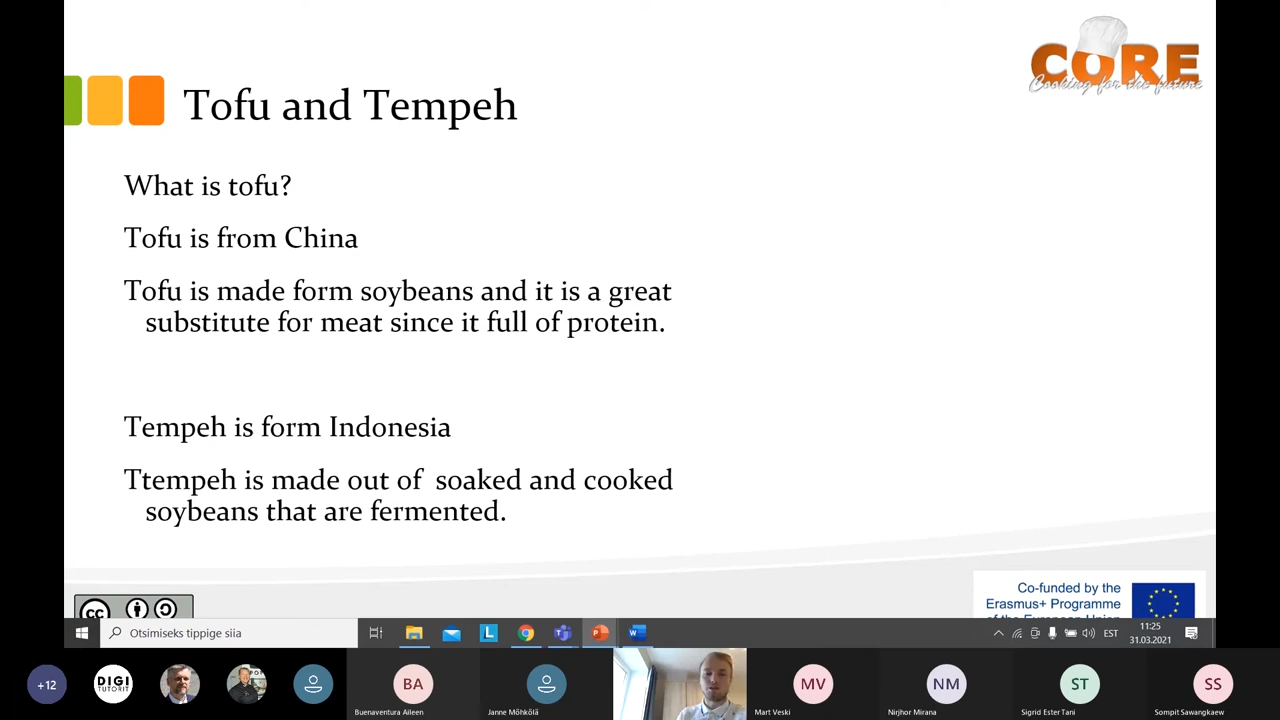 CORE
Cooking for the future
Tofu and Tempeh
What is tofu?
Tofu is from China
Tofu is made form soybeans and it is a great
substitute for meat since it full of protein.
Tempeh is form Indonesia
Ttempeh is made out of  soaked and cooked
soybeans that are fermented.
cc
Co-funded by the
Erasmus+ Programme
of the European Union
Otsimiseks tippige siia
L
EST
11:25
31.03.2021
+12
DIGI
TUTORIT
BA
Buenaventura Aileen
Janne Mõhkõlä
MV
Mart Veski
NM
Nirjhor Mirana
ST
Sigrid Ester Tani
SS
Sompit Sawangkaew